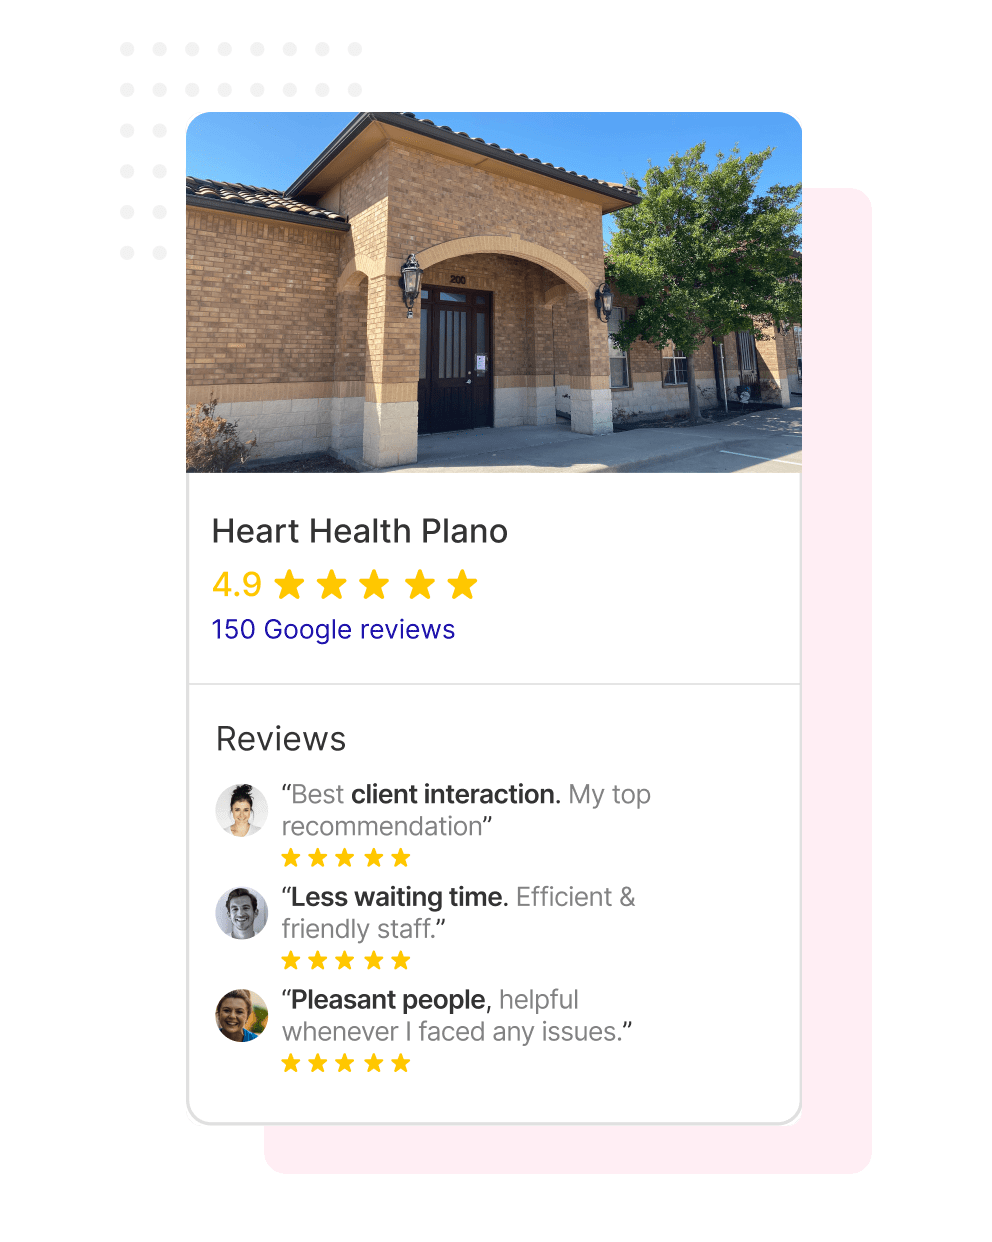 200
Heart Health Plano
4.9
150 Google reviews
Reviews
“Best client interaction. My top
recommendation”
“Less waiting time. Efficient &
friendly staff.”
“Pleasant people, helpful
whenever I faced any issues.”